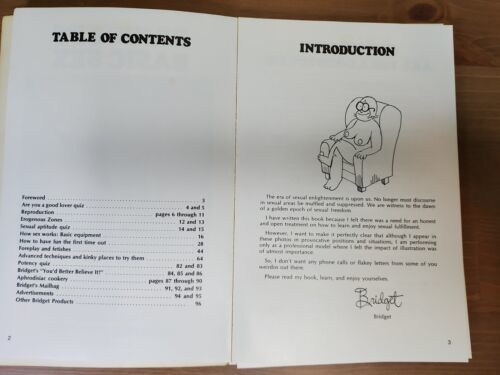 TABLE OF CONTENTS
Foreword 3
Are you a good lover quiz 4 and 5
Reproduction pages 6 through 11
Erogenous Zones 12 and 13
Sexual aptitude quiz 14 and 15
How sex works: Basic equipment 16
How to have fun the first time out 28
Foreplay and fetishes 44
Advanced techniques and kinky places to try them 64
Potency quiz 82 and 83
Bridget's "You'd Better Believe It!" 84, 85 and 86
Aphrodisiac cookery pages 87 through 90
Bridget's Mailbag 91, 92, and 93
Advertisements 94 and 95
Other Bridget Products 96
2
INTRODUCTION
The era of sexual enlightenment is upon us. No longer must discourse
in sexual areas be muffled and suppressed. We are witness to the dawn
of a golden epoch of sexual freedom.
I have written this book because I felt there was a need for an honest
and open treatment on how to learn and enjoy sexual fulfillment.
However, I want to make it perfectly clear that although I appear in
these photos in provocative positions and situations, I am performing
only as a professional model where I felt the impact of illustration was
of utmost importance.
So, I don't want any phone calls or flakey letters from some of you
weirdos out there.
Please read my book, learn, and enjoy yourselves.
Bridget
Bridget
3